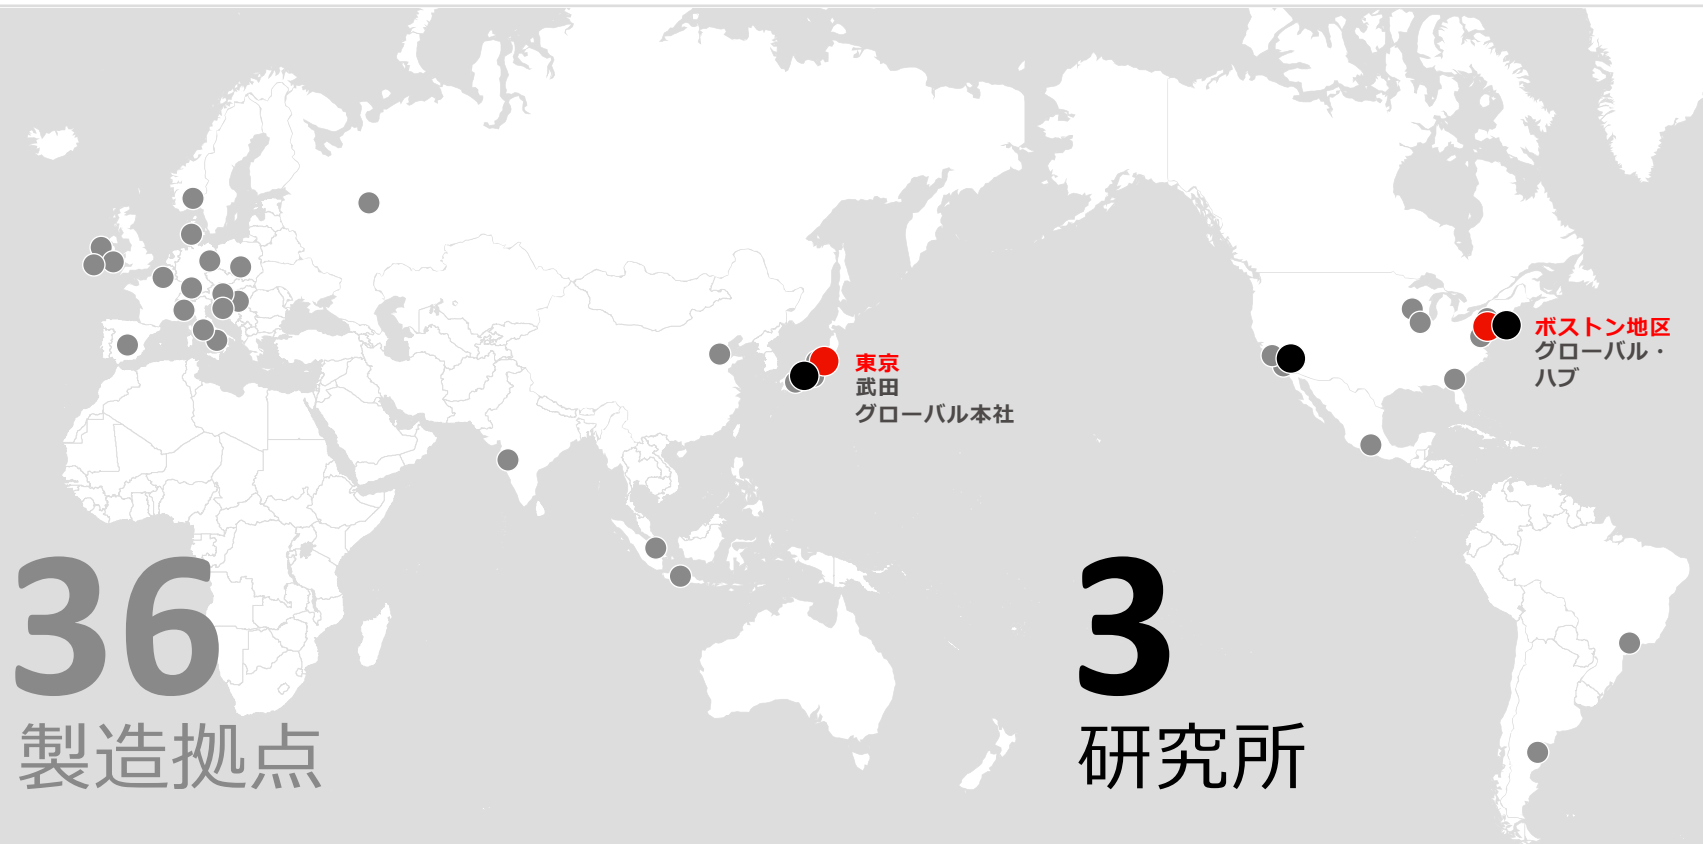 東京
武田
グローバル本社
ボストン地区
グローバル・
ハブ
36
製造拠点
3
研究所